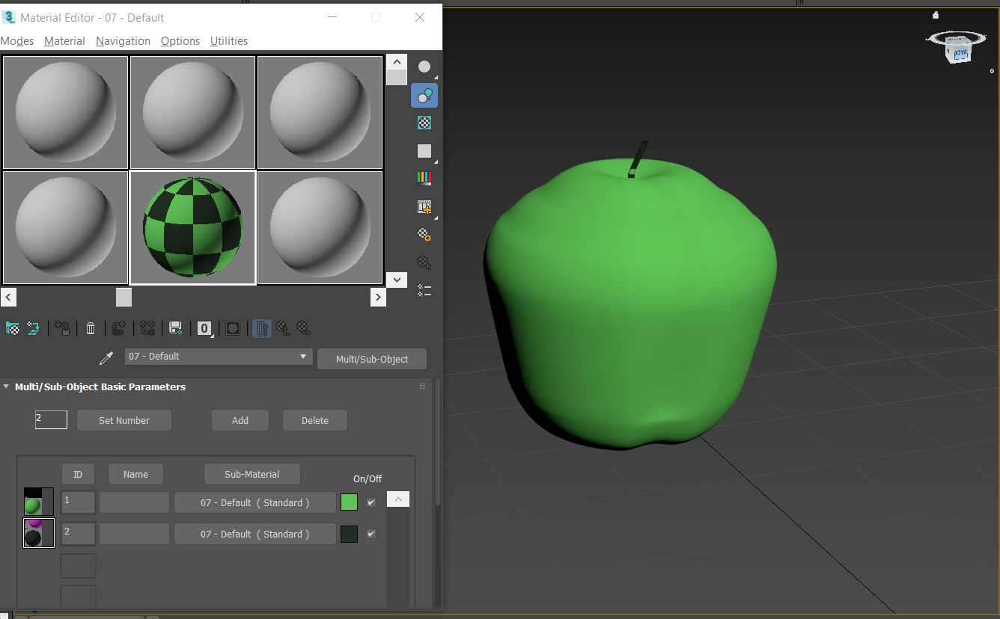 Material Editor - 07 - Default
Modes Material Navigation Options Utilities
0
07 - Default
Multi/Sub-Object
Multi/Sub-Object Basic Parameters
2 Set Number Add Delete
ID Name Sub-Material On/Off
1 07 - Default ( Standard )
2 07 - Default ( Standard )